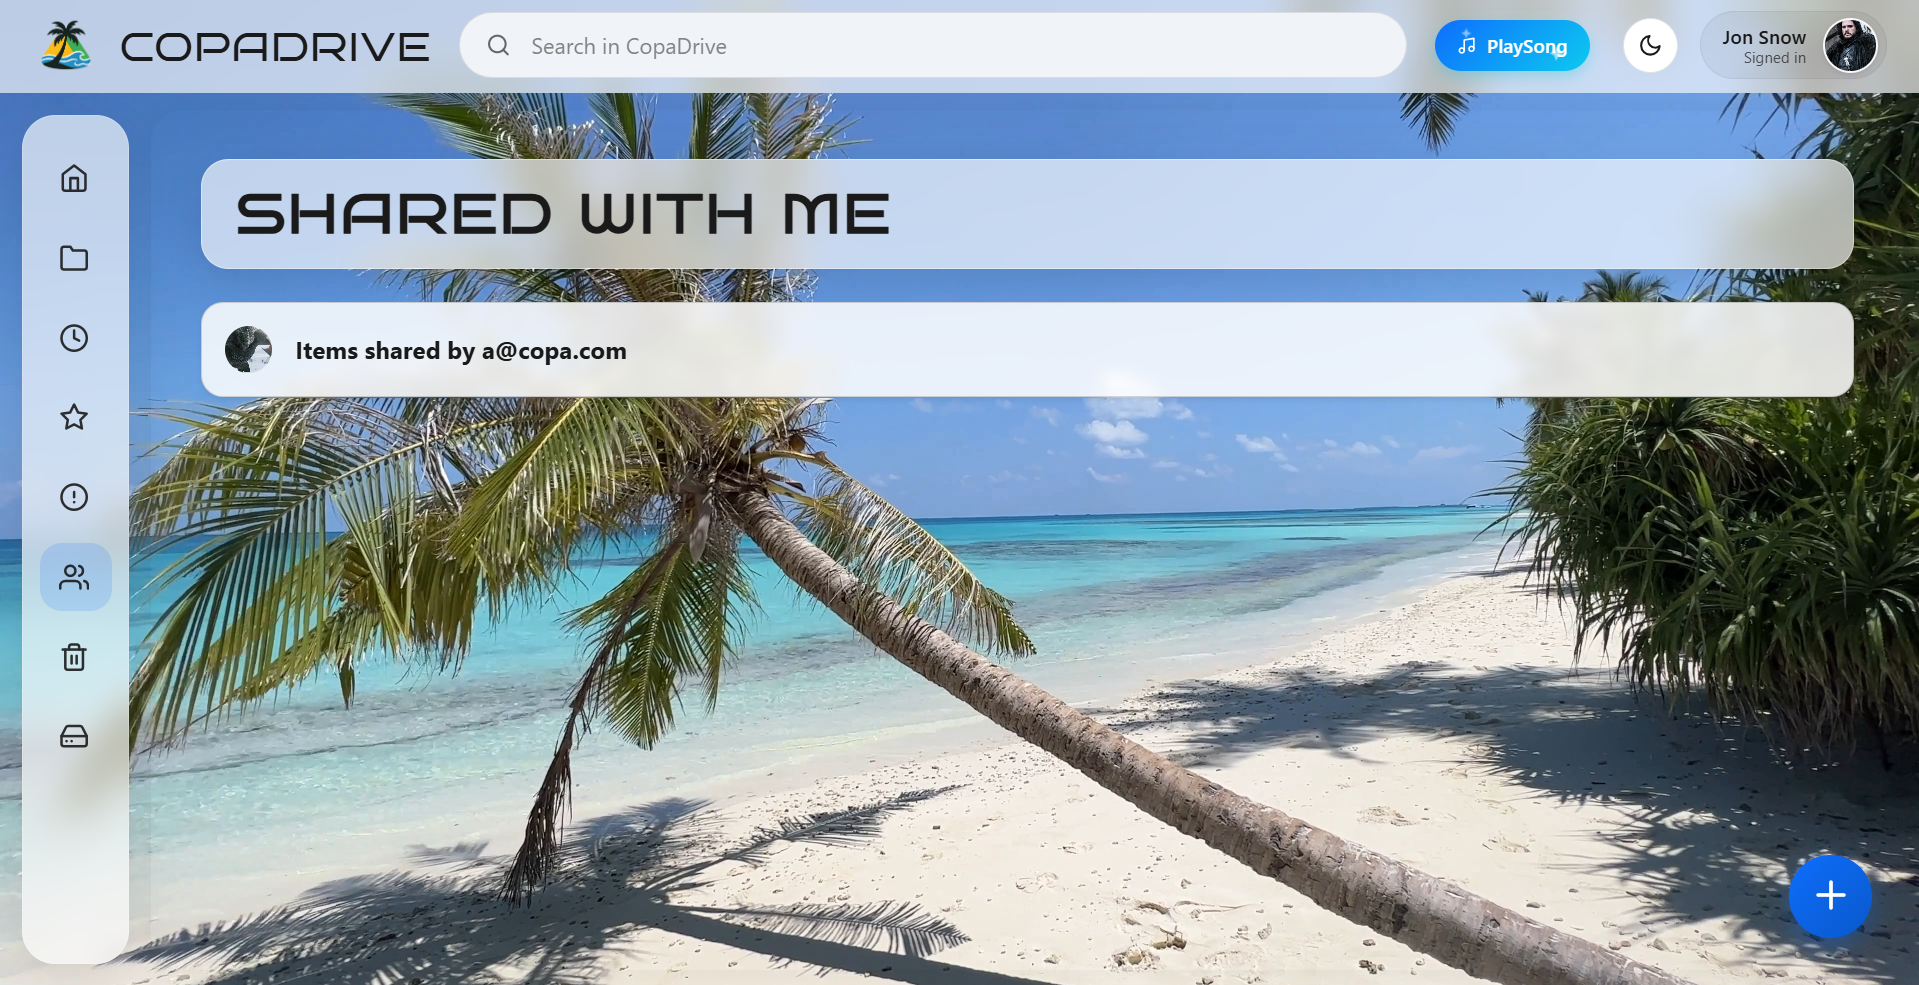 COPADRIVE
Search in CopaDrive
PlaySong
Jon Snow
Signed in
SHARED WITH ME
Items shared by a@copa.com